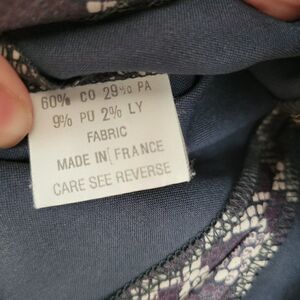 60% CO 29% PA
9% PU 2% LY
FABRIC
MADE IN FRANCE
CARE SEE REVERSE